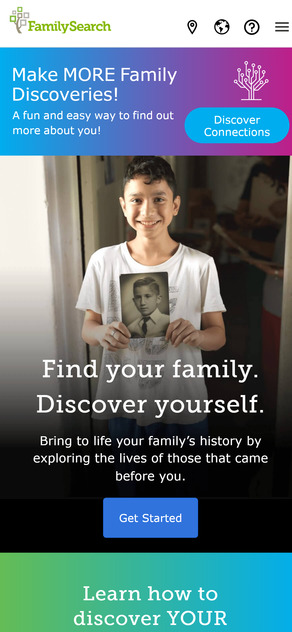 FamilySearch
Make MORE Family
Discoveries!
A fun and easy way to find out
more about you!
Discover
Connections
Find your family.
Discover yourself.
Bring to life your family’s history by
exploring the lives of those that came
before you.
Get Started
Learn how to
discover YOUR